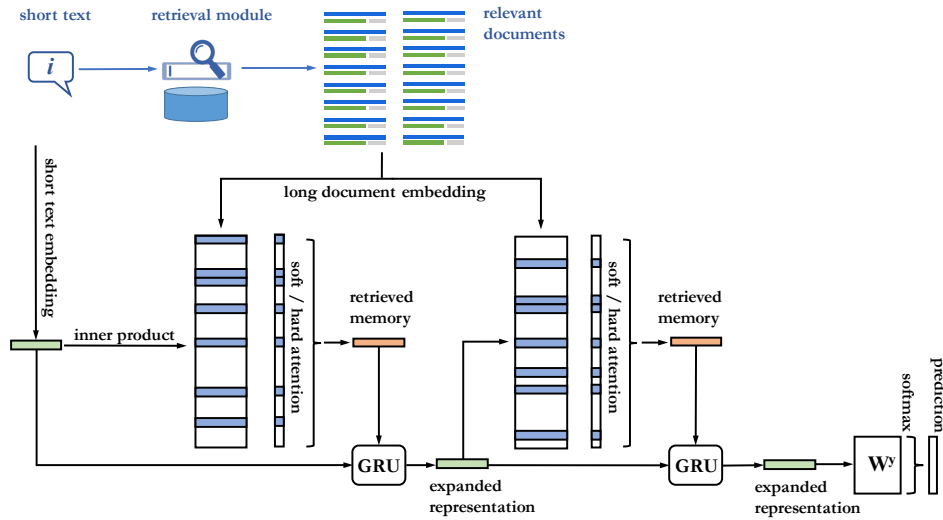 short text
retrieval module
relevant
documents
i
short text embedding
long document embedding
inner product
soft / hard attention
retrieved
memory
soft / hard attention
retrieved
memory
GRU
expanded
representation
GRU
expanded
representation
W^y
softmax
prediction